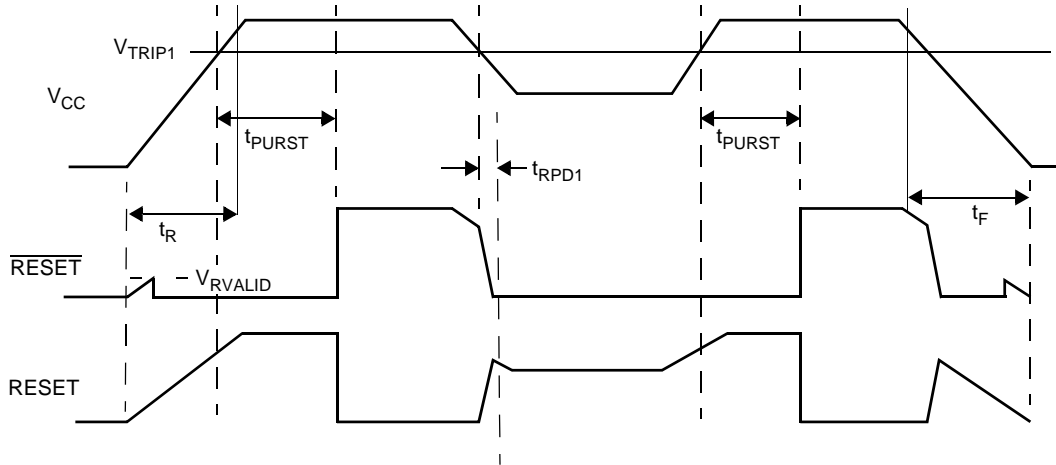 V_TRIP1
V_CC
t_PURST
t_PURST
t_RPD1
t_R
t_F
RESET
V_RVALID
RESET